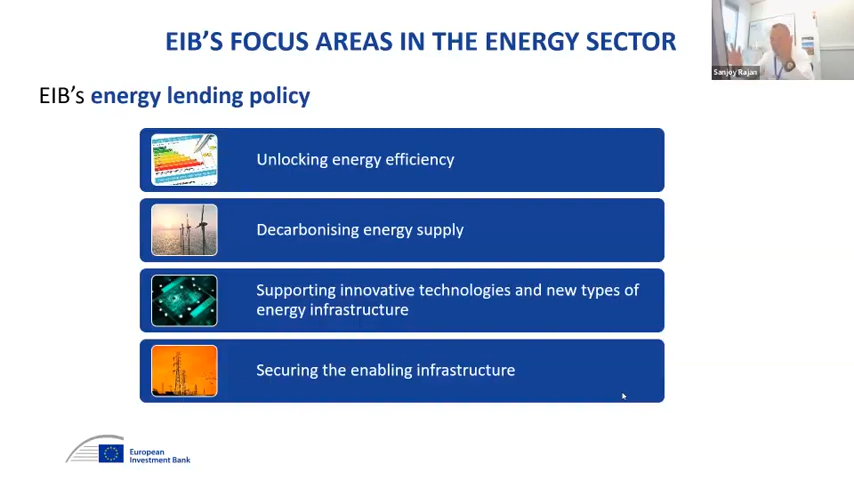 EIB'S FOCUS AREAS IN THE ENERGY SECTOR
Sanjoy Rajan
EIB's energy lending policy
Unlocking energy efficiency
Decarbonising energy supply
Supporting innovative technologies and new types of
energy infrastructure
Securing the enabling infrastructure
European
Investment Bank